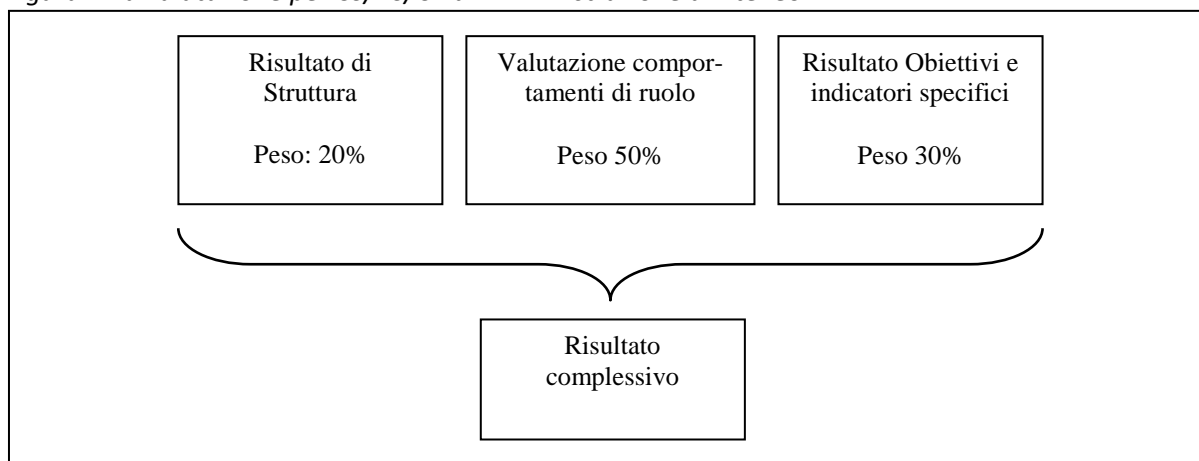 Risultato di
Struttura
Peso: 20%
Valutazione compor-
tamenti di ruolo
Peso 50%
Risultato Obiettivi e
indicatori specifici
Peso 30%
Risultato
complessivo